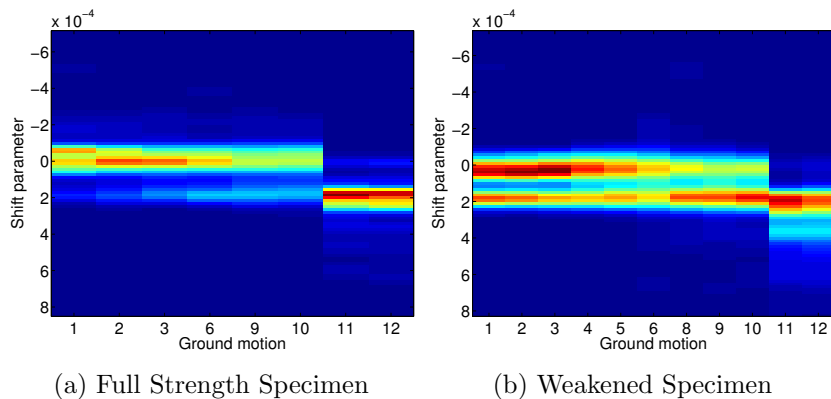 x 10⁻⁴
-6
-4
-2
0
2
4
6
8
Shift parameter
1 2 3 6 9 10 11 12
Ground motion
(a) Full Strength Specimen
x 10⁻⁴
-6
-4
-2
0
2
4
6
8
Shift parameter
1 2 3 4 5 6 8 9 10 11 12
Ground motion
(b) Weakened Specimen